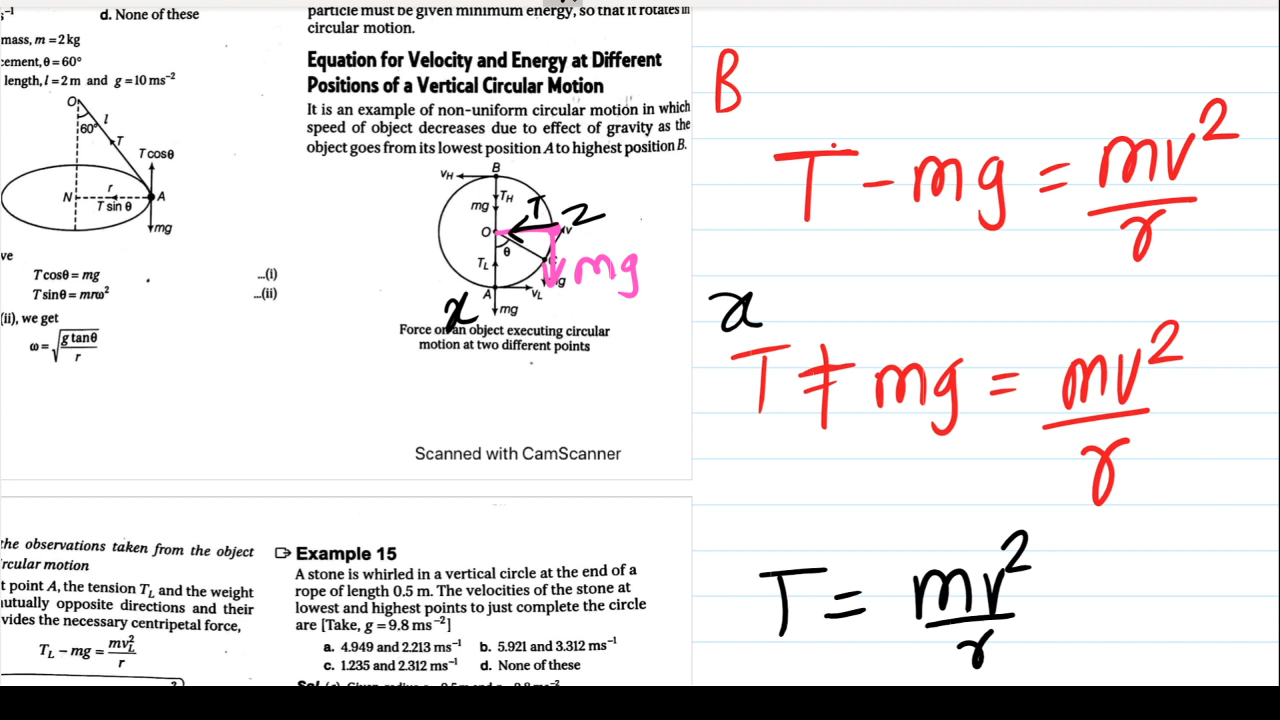 s⁻¹ d. None of these
mass, m = 2 kg
cement, θ = 60°
length, l = 2 m and g = 10 ms⁻²
O
60°
l
T
T cosθ
N
r
T sin θ
A
mg
ve
T cosθ = mg ...(i)
T sinθ = mrω² ...(ii)
(ii), we get
ω = √(g tanθ / r)
particle must be given minimum energy, so that it rotates in
circular motion.
Equation for Velocity and Energy at Different
Positions of a Vertical Circular Motion
It is an example of non-uniform circular motion in which
speed of object decreases due to effect of gravity as the
object goes from its lowest position A to highest position B.
v_H
B
T_H
mg
T
z
O
v
θ
T_L
mg
g
A
v_L
x
mg
Force on an object executing circular
motion at two different points
Scanned with CamScanner
the observations taken from the object
rcular motion
t point A, the tension T_L and the weight
utually opposite directions and their
vides the necessary centripetal force,
T_L – mg = mv_L² / r
Example 15
A stone is whirled in a vertical circle at the end of a
rope of length 0.5 m. The velocities of the stone at
lowest and highest points to just complete the circle
are [Take, g = 9.8 ms⁻²]
a. 4.949 and 2.213 ms⁻¹ b. 5.921 and 3.312 ms⁻¹
c. 1.235 and 2.312 ms⁻¹ d. None of these
B
T – mg = mv² / r
x
T + mg = mv² / r
T = mv² / r